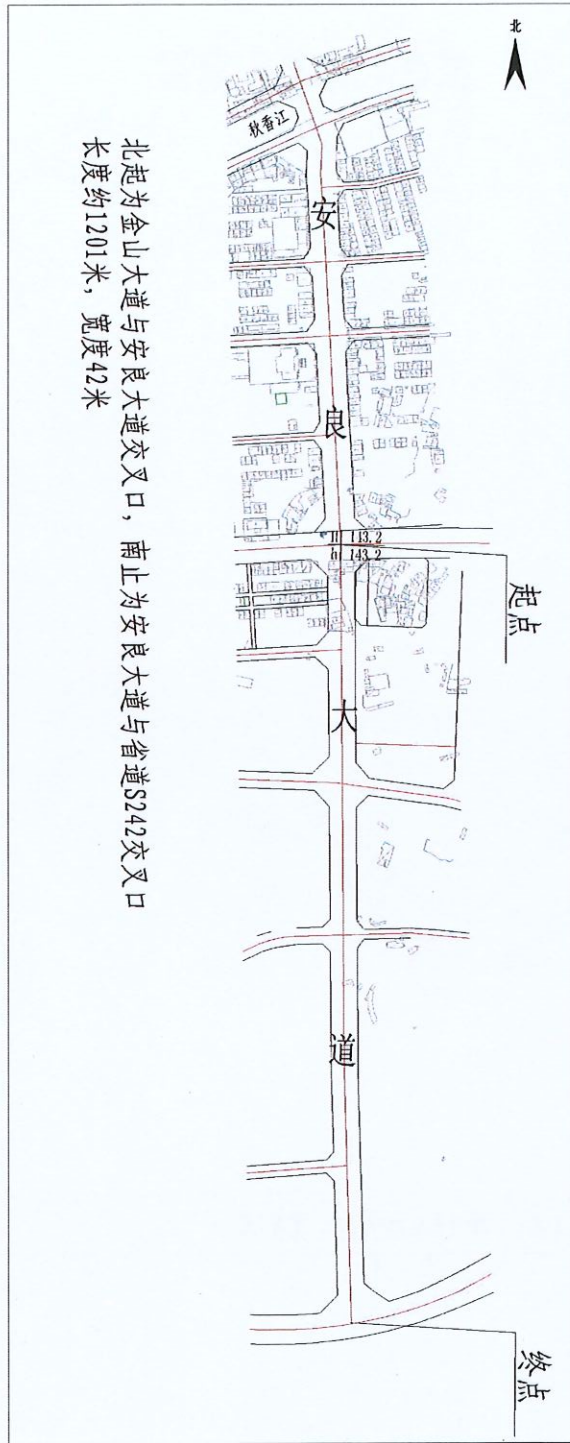 北
秋香江
安
良
H 143.2
h 143.2
起点
大
道
终点
北起为金山大道与安良大道交叉口，南止为安良大道与省道S242交叉口
长度约1201米，宽度42米